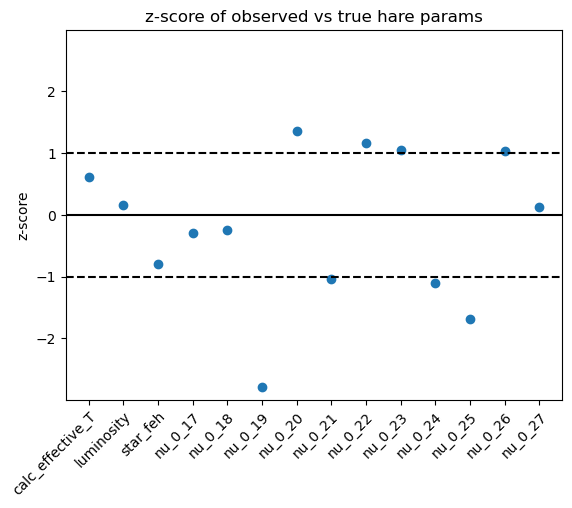 z-score of observed vs true hare params
z-score
2
1
0
−1
−2
calc_effective_T
luminosity
star_feh
nu_0_17
nu_0_18
nu_0_19
nu_0_20
nu_0_21
nu_0_22
nu_0_23
nu_0_24
nu_0_25
nu_0_26
nu_0_27